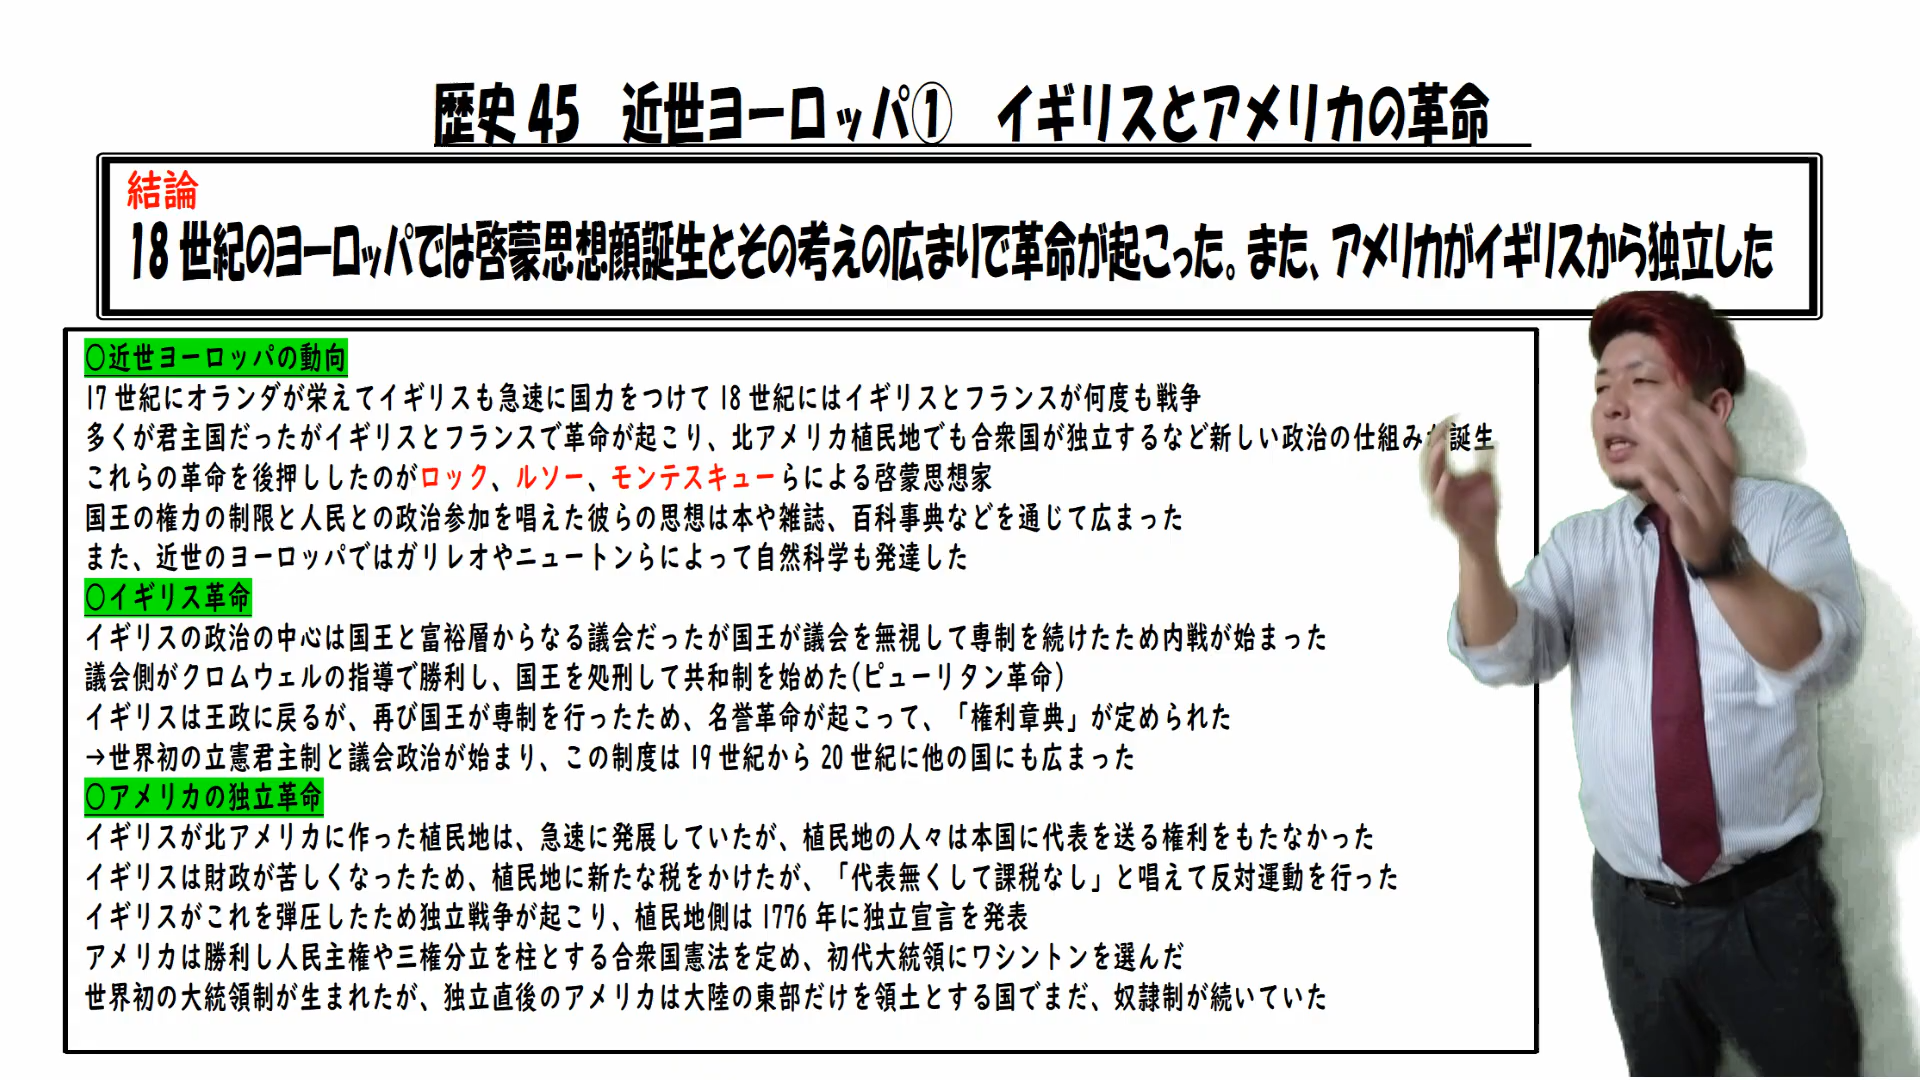 歴史45　近世ヨーロッパ①　イギリスとアメリカの革命
結論
18世紀のヨーロッパでは啓蒙思想顔誕生とその考えの広まりで革命が起こった。また、アメリカがイギリスから独立した
〇近世ヨーロッパの動向
17世紀にオランダが栄えてイギリスも急速に国力をつけて18世紀にはイギリスとフランスが何度も戦争
多くが君主国だったがイギリスとフランスで革命が起こり、北アメリカ植民地でも合衆国が独立するなど新しい政治の仕組み 誕生
これらの革命を後押ししたのがロック、ルソー、モンテスキューらによる啓蒙思想家
国王の権力の制限と人民との政治参加を唱えた彼らの思想は本や雑誌、百科事典などを通じて広まった
また、近世のヨーロッパではガリレオやニュートンらによって自然科学も発達した
〇イギリス革命
イギリスの政治の中心は国王と富裕層からなる議会だったが国王が議会を無視して専制を続けたため内戦が始まった
議会側がクロムウェルの指導で勝利し、国王を処刑して共和制を始めた(ピューリタン革命)
イギリスは王政に戻るが、再び国王が専制を行ったため、名誉革命が起こって、「権利章典」が定められた
→世界初の立憲君主制と議会政治が始まり、この制度は19世紀から20世紀に他の国にも広まった
〇アメリカの独立革命
イギリスが北アメリカに作った植民地は、急速に発展していたが、植民地の人々は本国に代表を送る権利をもたなかった
イギリスは財政が苦しくなったため、植民地に新たな税をかけたが、「代表無くして課税なし」と唱えて反対運動を行った
イギリスがこれを弾圧したため独立戦争が起こり、植民地側は1776年に独立宣言を発表
アメリカは勝利し人民主権や三権分立を柱とする合衆国憲法を定め、初代大統領にワシントンを選んだ
世界初の大統領制が生まれたが、独立直後のアメリカは大陸の東部だけを領土とする国でまだ、奴隷制が続いていた